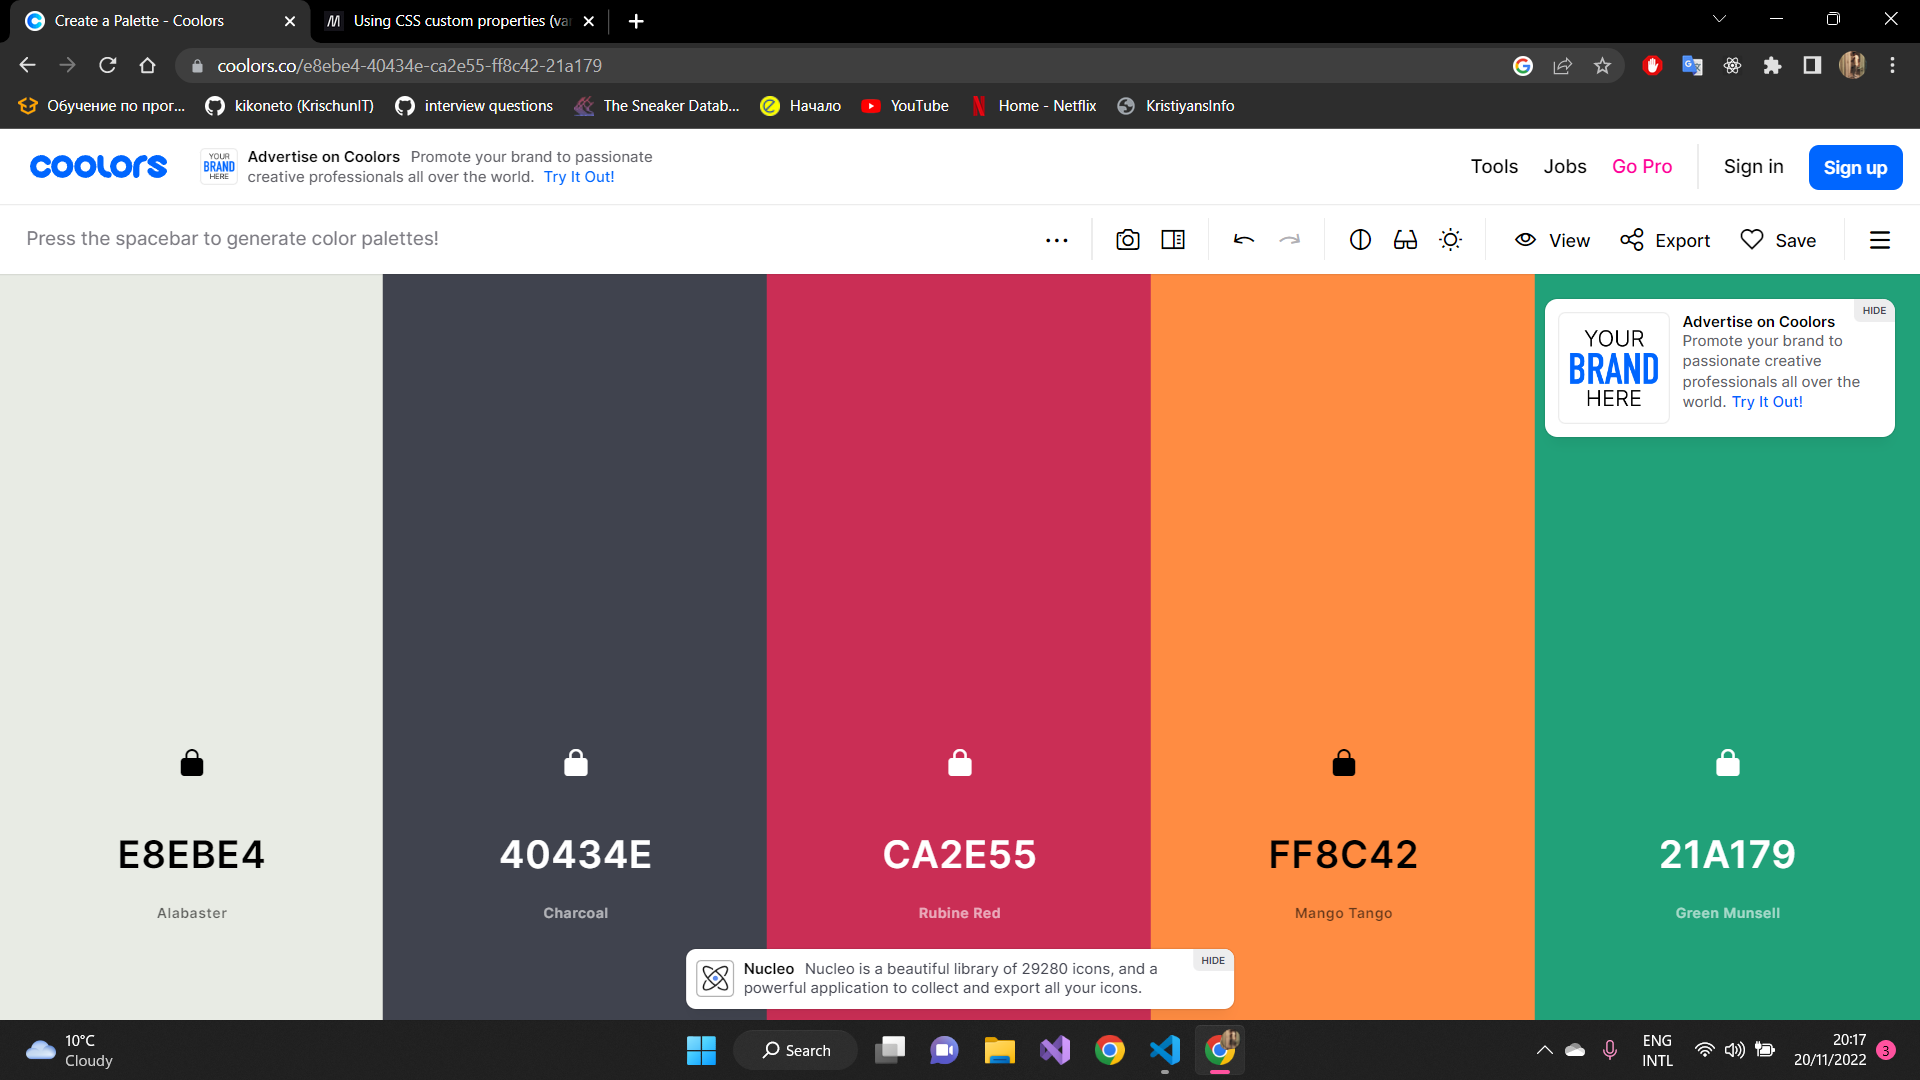 Create a Palette - Coolors
Using CSS custom properties (va
coolors.co/e8ebe4-40434e-ca2e55-ff8c42-21a179
Обучение по прог...
kikoneto (KrischunIT)
interview questions
The Sneaker Datab...
Начало
YouTube
Home - Netflix
KristiyansInfo
coolors
YOUR
BRAND
HERE
Advertise on Coolors Promote your brand to passionate
creative professionals all over the world. Try It Out!
Tools
Jobs
Go Pro
Sign in
Sign up
Press the spacebar to generate color palettes!
View
Export
Save
HIDE
YOUR
BRAND
HERE
Advertise on Coolors
Promote your brand to
passionate creative
professionals all over the
world. Try It Out!
E8EBE4
Alabaster
40434E
Charcoal
CA2E55
Rubine Red
FF8C42
Mango Tango
21A179
Green Munsell
HIDE
Nucleo Nucleo is a beautiful library of 29280 icons, and a
powerful application to collect and export all your icons.
10°C
Cloudy
Search
ENG
INTL
20:17
20/11/2022
3